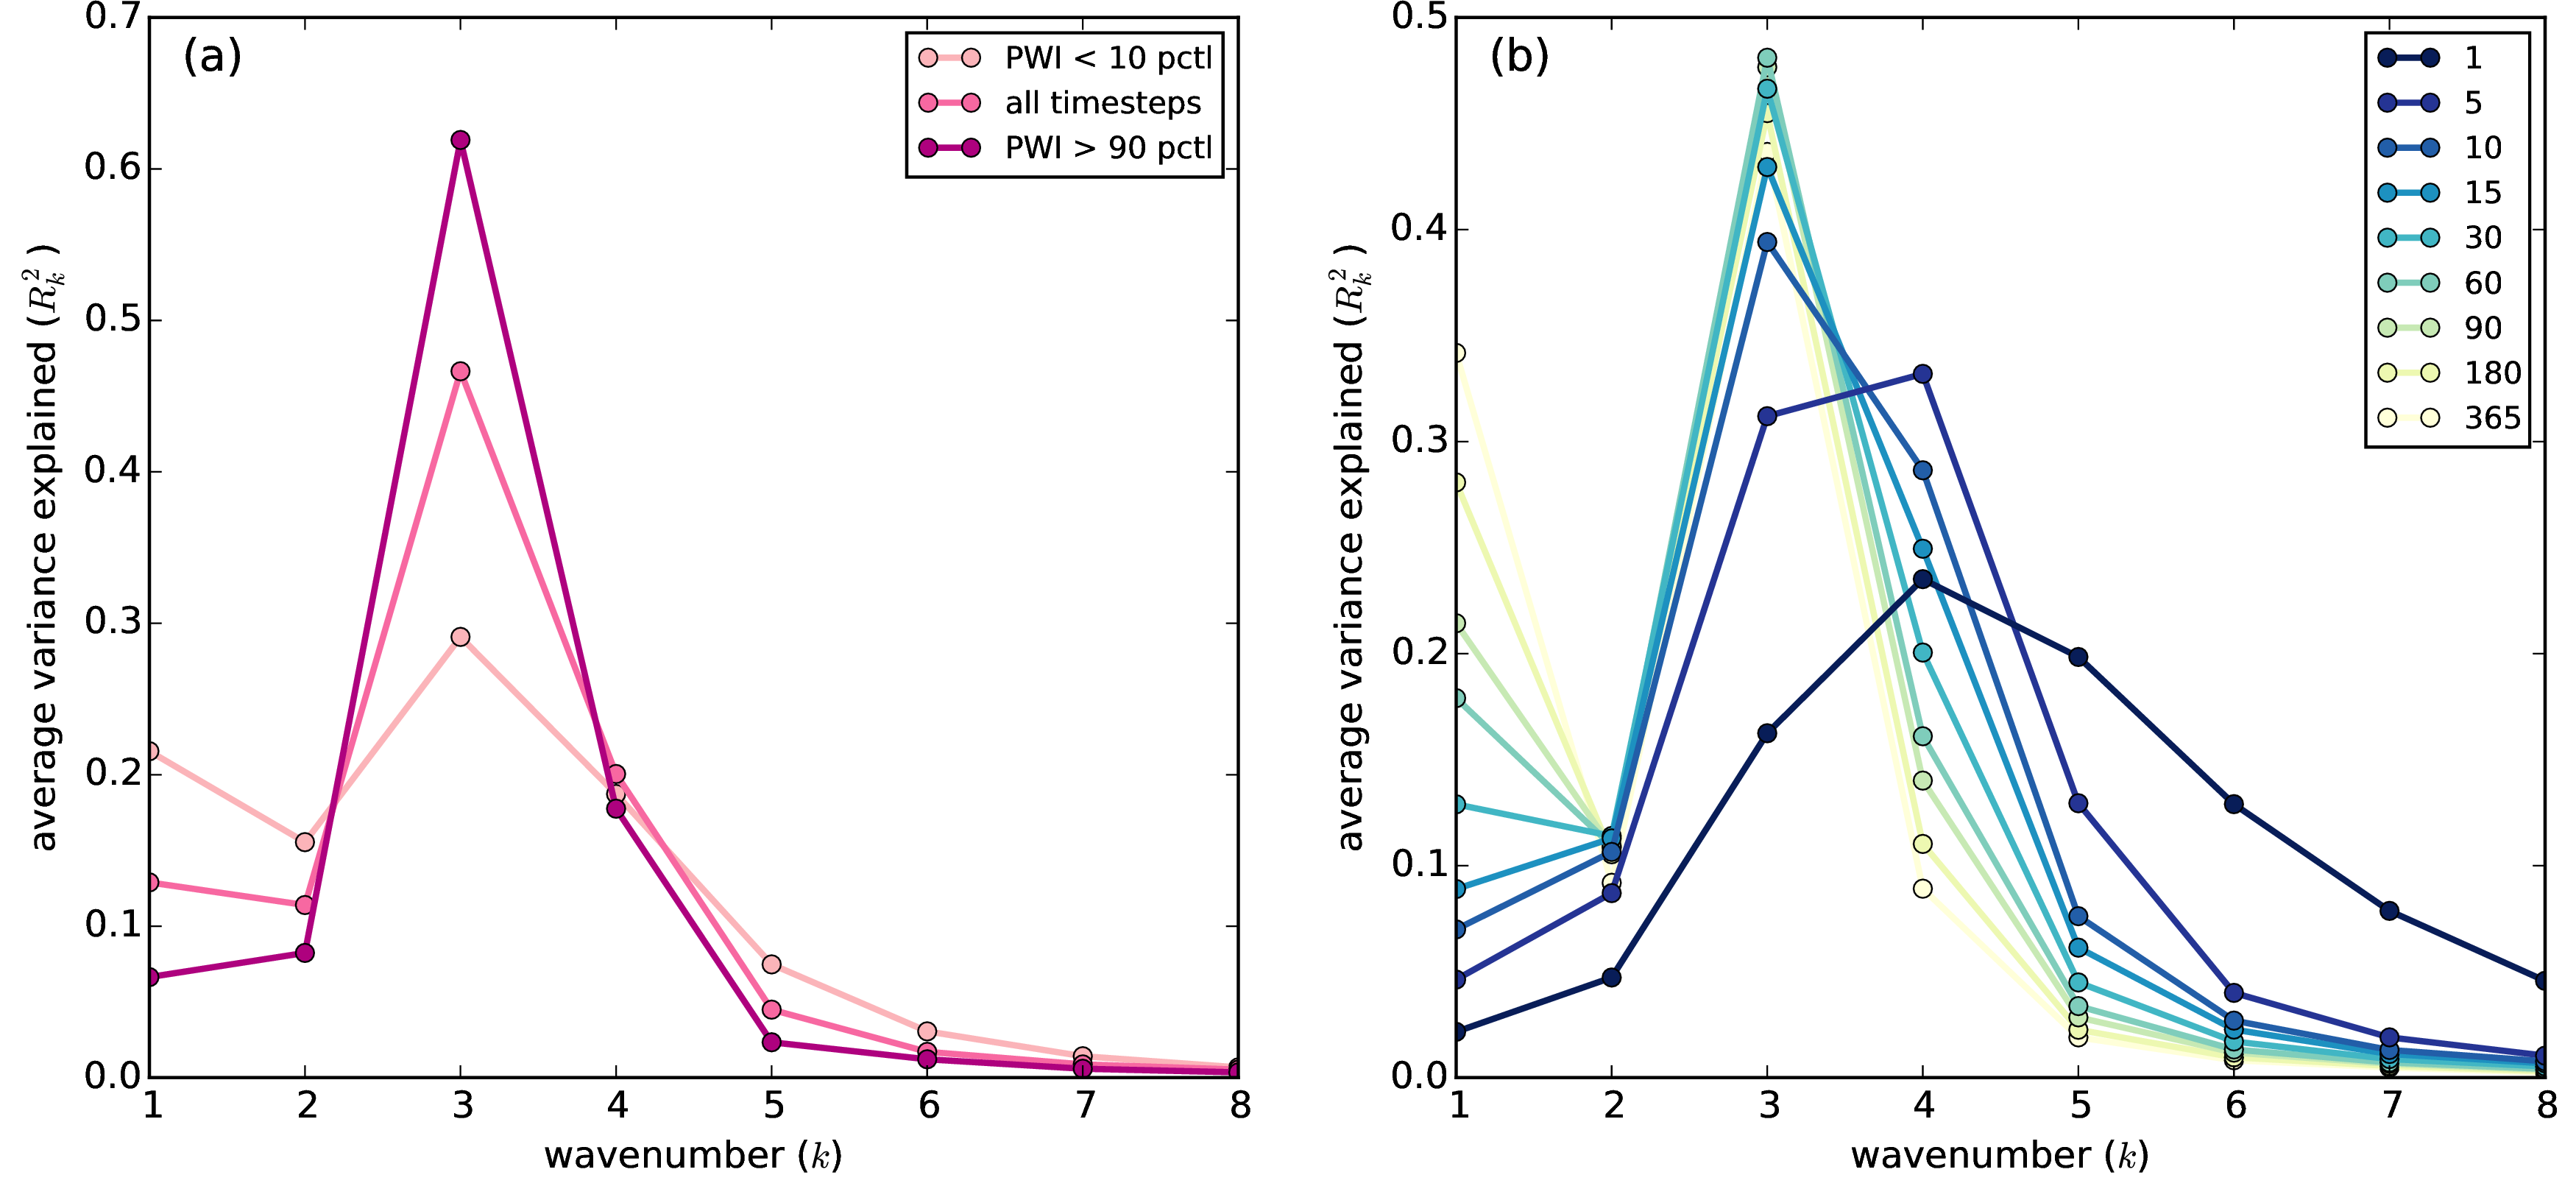 (a)
PWI < 10 pctl
all timesteps
PWI > 90 pctl
0.7
0.6
0.5
0.4
0.3
0.2
0.1
0.0
average variance explained (R²ₖ)
1 2 3 4 5 6 7 8
wavenumber (k)
(b)
1
5
10
15
30
60
90
180
365
0.5
0.4
0.3
0.2
0.1
0.0
average variance explained (R²ₖ)
1 2 3 4 5 6 7 8
wavenumber (k)